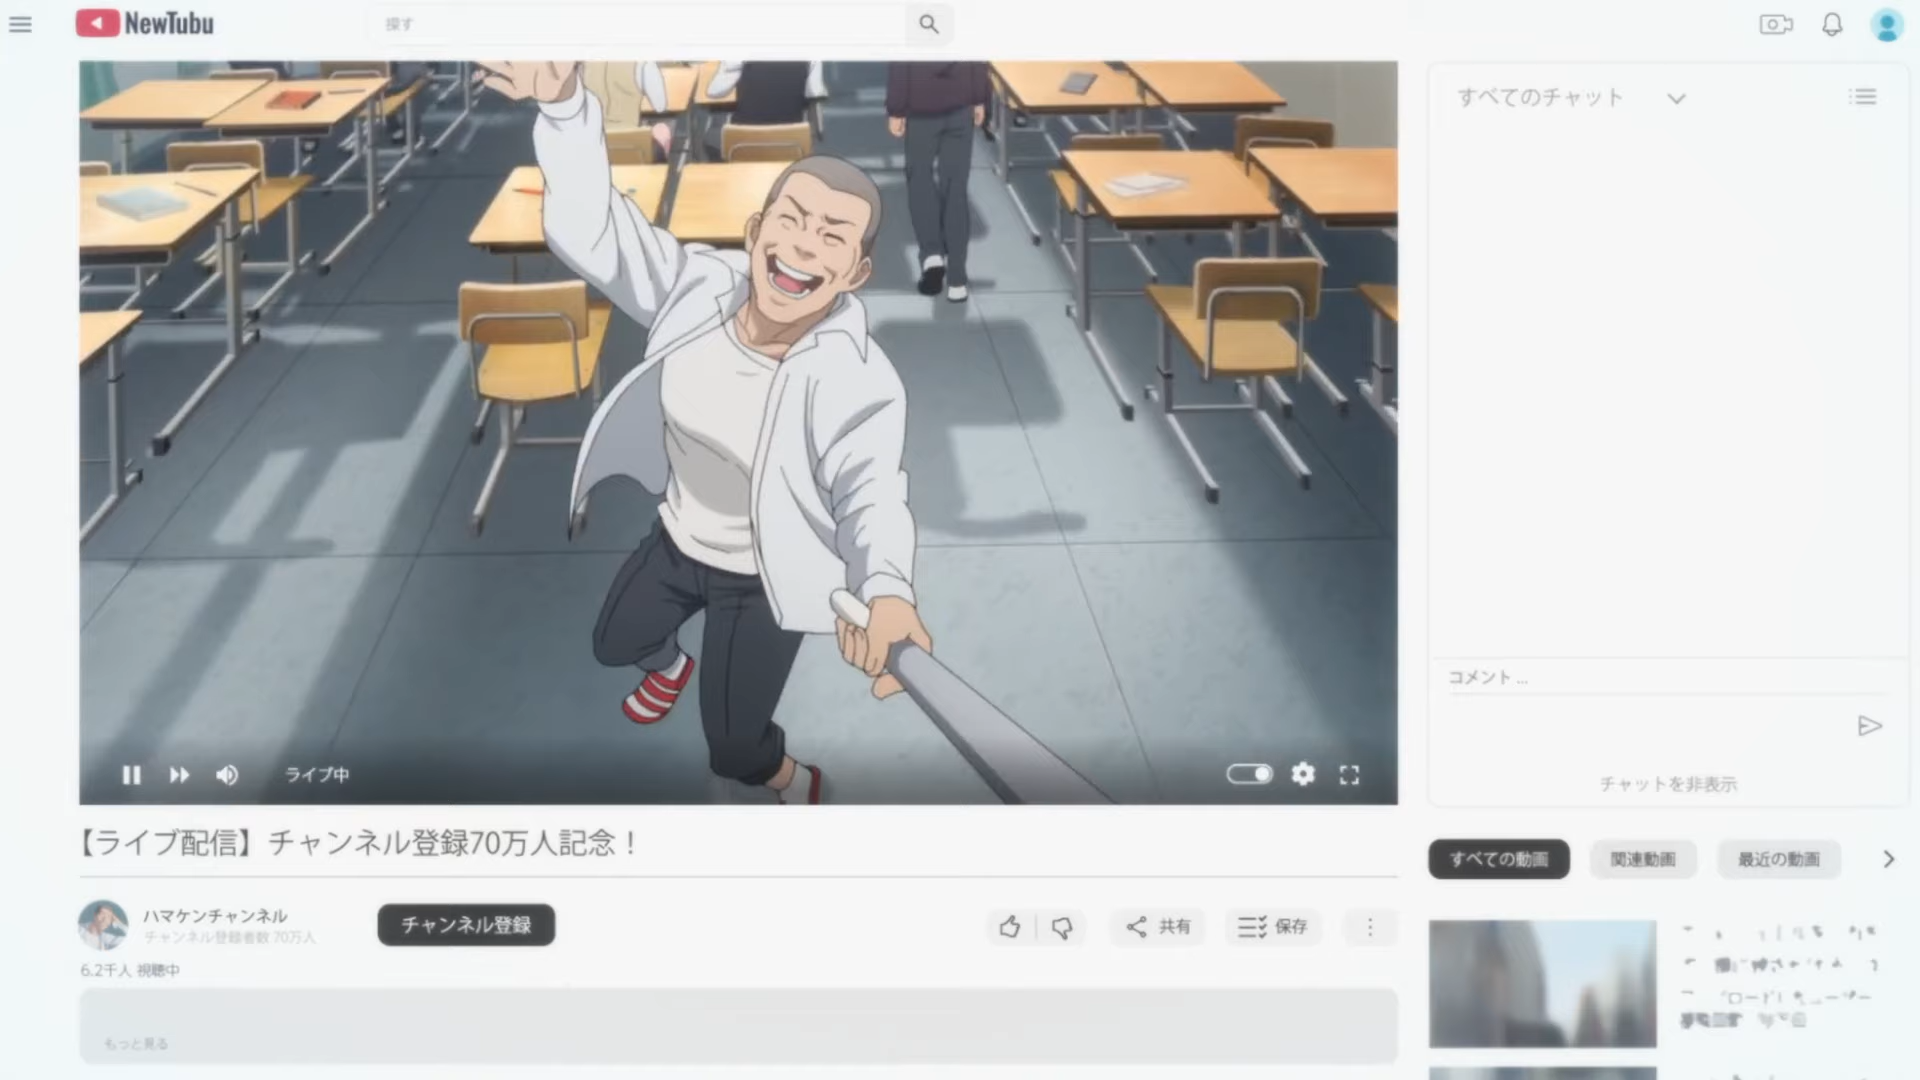 NewTubu
探す
すべてのチャット
コメント ...
チャットを非表示
ライブ中
【ライブ配信】チャンネル登録70万人記念！
ハマケンチャンネル
チャンネル登録者数 70万人
チャンネル登録
共有
保存
6.2千人 視聴中
もっと見る
すべての動画
関連動画
最近の動画